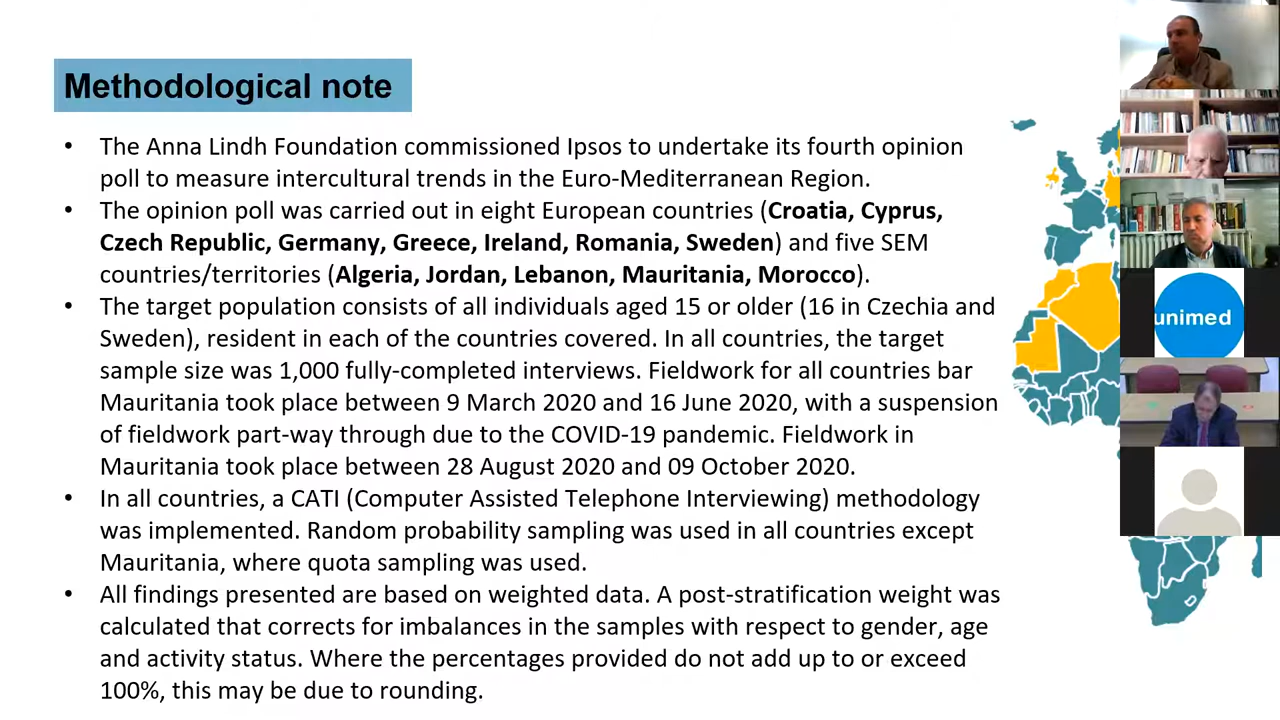 Methodological note
• The Anna Lindh Foundation commissioned Ipsos to undertake its fourth opinion
poll to measure intercultural trends in the Euro-Mediterranean Region.
• The opinion poll was carried out in eight European countries (Croatia, Cyprus,
Czech Republic, Germany, Greece, Ireland, Romania, Sweden) and five SEM
countries/territories (Algeria, Jordan, Lebanon, Mauritania, Morocco).
• The target population consists of all individuals aged 15 or older (16 in Czechia and
Sweden), resident in each of the countries covered. In all countries, the target
sample size was 1,000 fully-completed interviews. Fieldwork for all countries bar
Mauritania took place between 9 March 2020 and 16 June 2020, with a suspension
of fieldwork part-way through due to the COVID-19 pandemic. Fieldwork in
Mauritania took place between 28 August 2020 and 09 October 2020.
• In all countries, a CATI (Computer Assisted Telephone Interviewing) methodology
was implemented. Random probability sampling was used in all countries except
Mauritania, where quota sampling was used.
• All findings presented are based on weighted data. A post-stratification weight was
calculated that corrects for imbalances in the samples with respect to gender, age
and activity status. Where the percentages provided do not add up to or exceed
100%, this may be due to rounding.
unimed